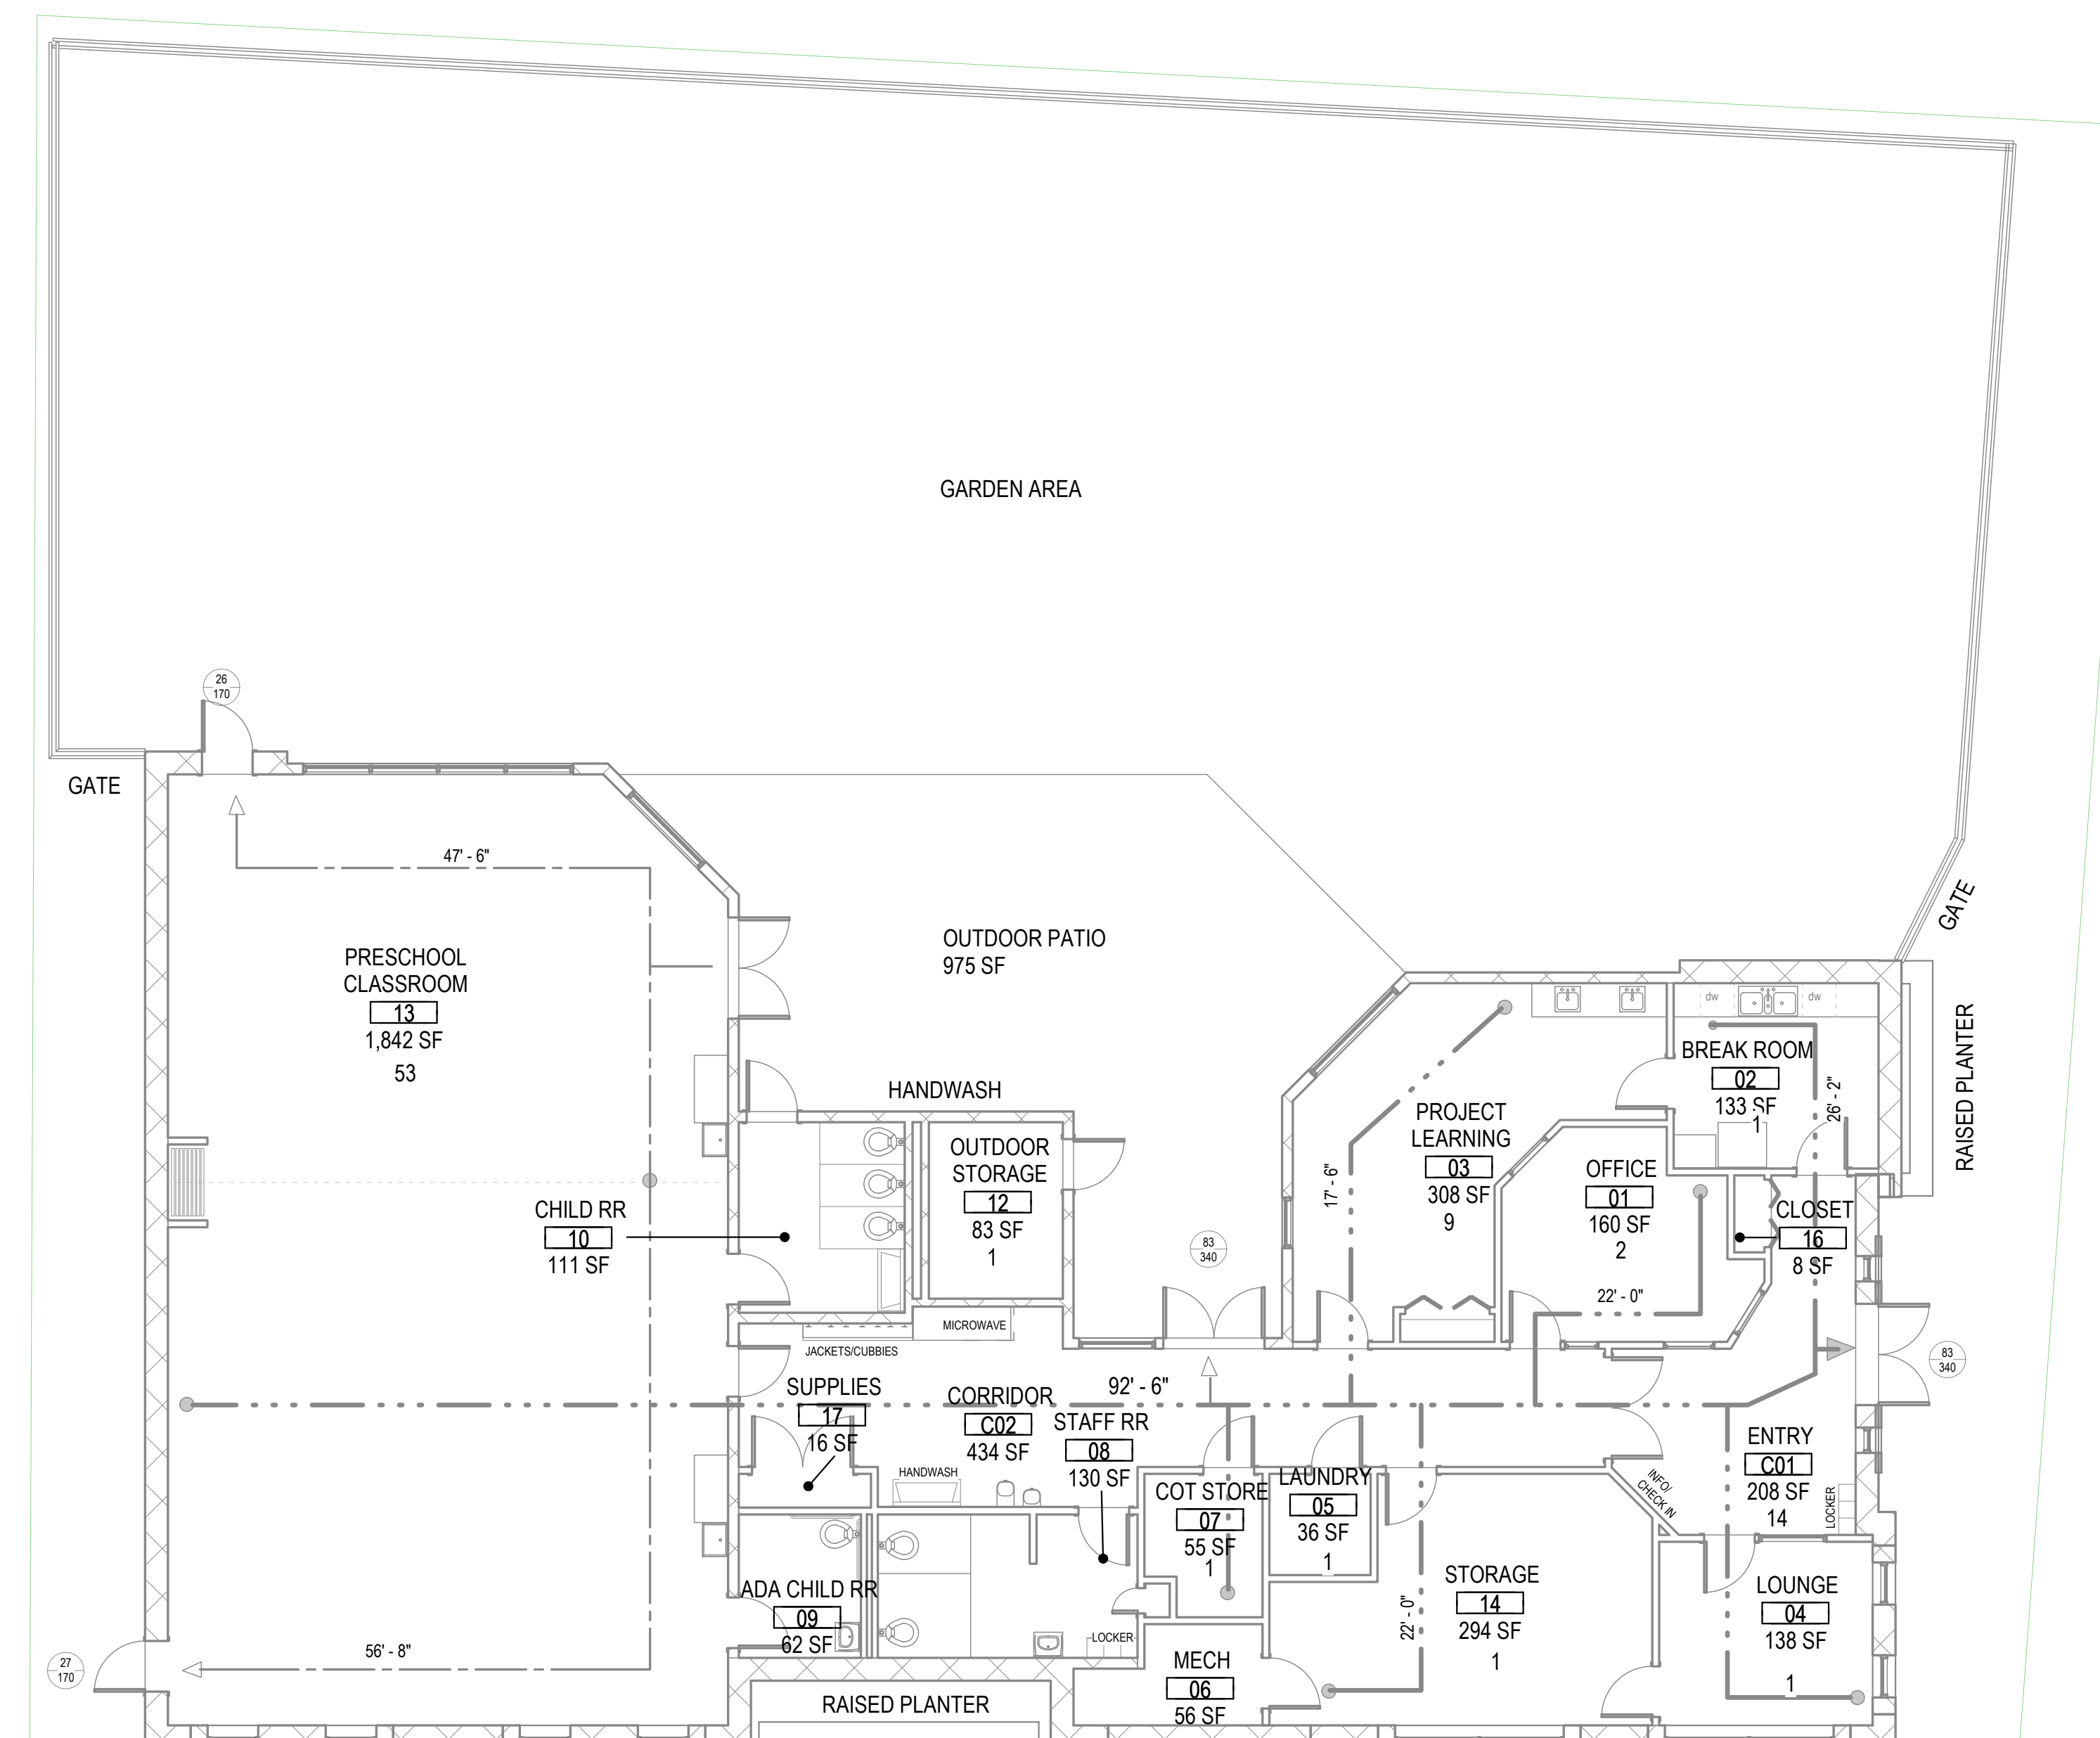 GARDEN AREA
26
170
GATE
47' - 6"
GATE
OUTDOOR PATIO
975 SF
PRESCHOOL
CLASSROOM
13
1,842 SF
53
dw
dw
RAISED PLANTER
BREAK ROOM
02
133 SF
1
26' - 2"
HANDWASH
PROJECT
LEARNING
03
308 SF
9
17' - 6"
OUTDOOR
STORAGE
12
83 SF
1
OFFICE
01
160 SF
2
22' - 0"
CHILD RR
10
111 SF
CLOSET
16
8 SF
83
340
MICROWAVE
JACKETS/CUBBIES
83
340
SUPPLIES
17
16 SF
CORRIDOR
C02
434 SF
92' - 6"
STAFF RR
08
130 SF
HANDWASH
COT STORE
07
55 SF
1
LAUNDRY
05
36 SF
1
INFO/
CHECK IN
ENTRY
C01
208 SF
14
LOCKER
STORAGE
14
294 SF
1
22' - 0"
LOUNGE
04
138 SF
1
ADA CHILD RR
09
62 SF
LOCKER
56' - 8"
27
170
MECH
06
56 SF
RAISED PLANTER